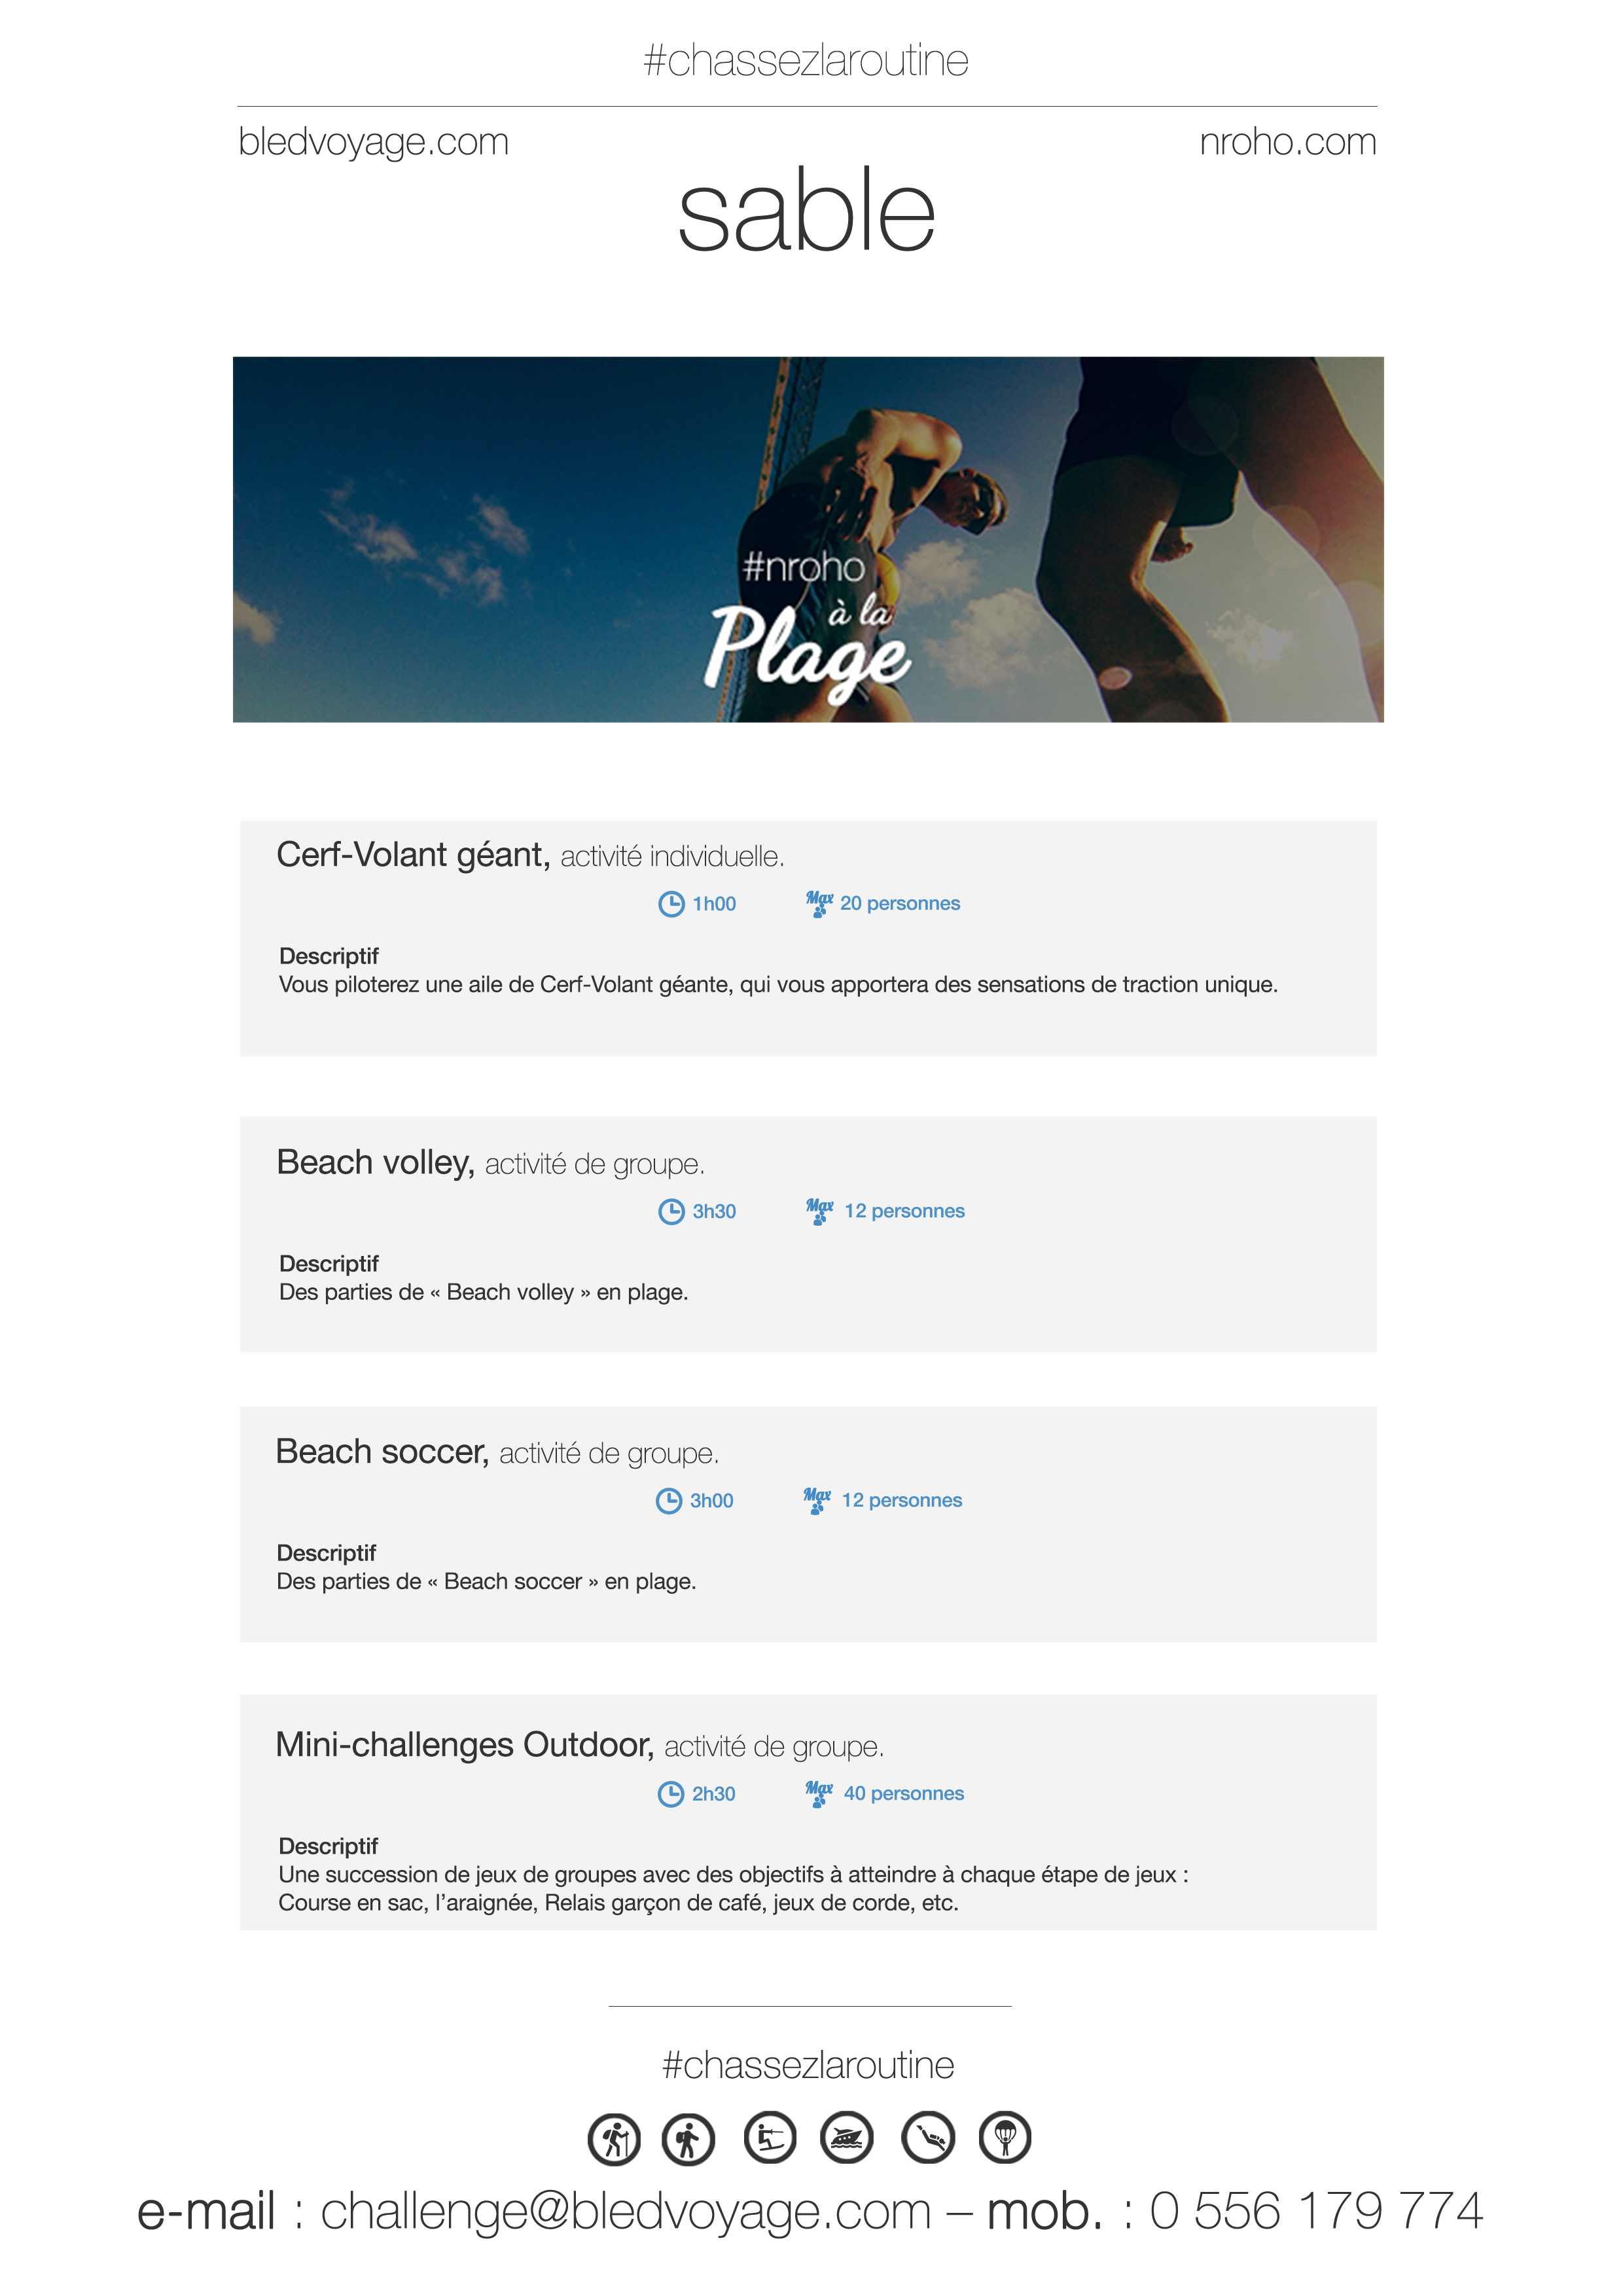 #chassezlaroutine
bledvoyage.com
nroho.com
sable
#nroho
à la
Plage
Cerf-Volant géant, activité individuelle.
1h00 Max 20 personnes
Descriptif
Vous piloterez une aile de Cerf-Volant géante, qui vous apportera des sensations de traction unique.
Beach volley, activité de groupe.
3h30 Max 12 personnes
Descriptif
Des parties de « Beach volley » en plage.
Beach soccer, activité de groupe.
3h00 Max 12 personnes
Descriptif
Des parties de « Beach soccer » en plage.
Mini-challenges Outdoor, activité de groupe.
2h30 Max 40 personnes
Descriptif
Une succession de jeux de groupes avec des objectifs à atteindre à chaque étape de jeux :
Course en sac, l’araignée, Relais garçon de café, jeux de corde, etc.
#chassezlaroutine
e-mail : challenge@bledvoyage.com – mob. : 0 556 179 774